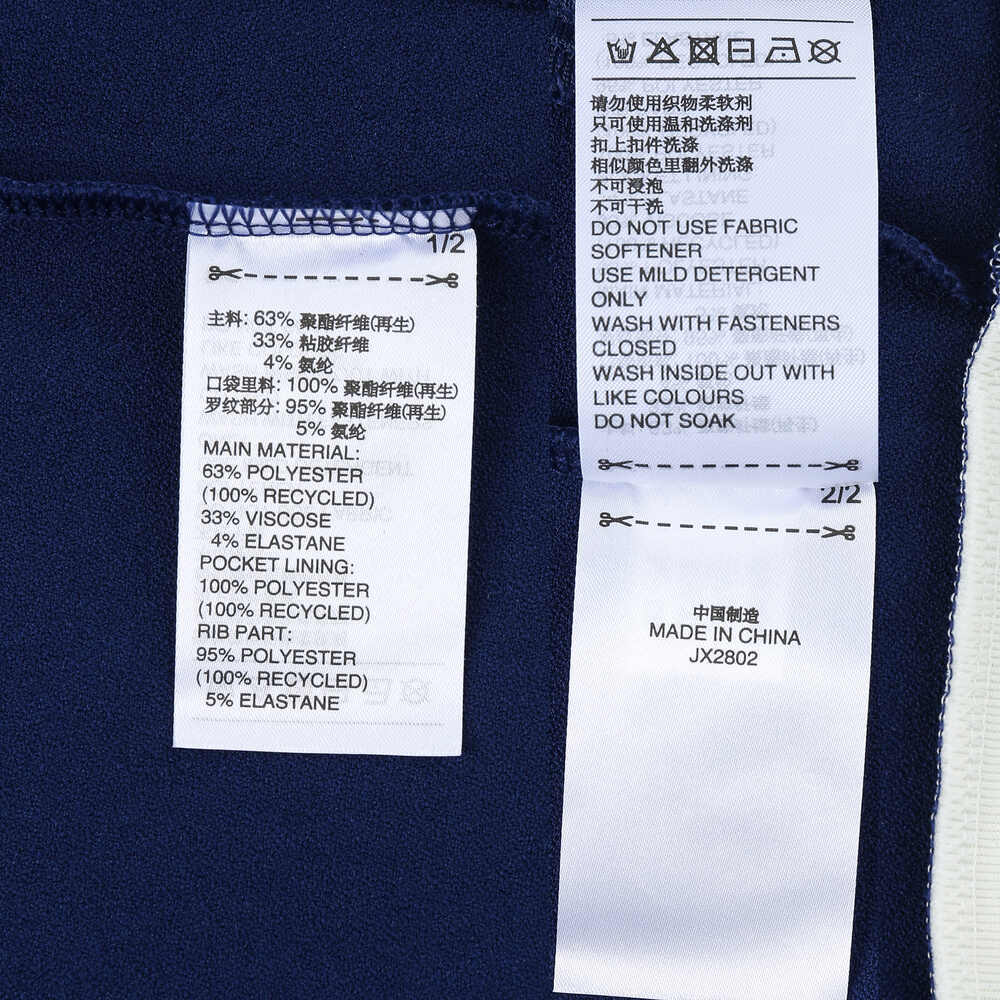 1/2
主料: 63% 聚酯纤维(再生)
33% 粘胶纤维
4% 氨纶
口袋里料: 100% 聚酯纤维(再生)
罗纹部分: 95% 聚酯纤维(再生)
5% 氨纶
MAIN MATERIAL:
63% POLYESTER
(100% RECYCLED)
33% VISCOSE
4% ELASTANE
POCKET LINING:
100% POLYESTER
(100% RECYCLED)
RIB PART:
95% POLYESTER
(100% RECYCLED)
5% ELASTANE
请勿使用织物柔软剂
只可使用温和洗涤剂
扣上扣件洗涤
相似颜色里翻外洗涤
不可浸泡
不可干洗
DO NOT USE FABRIC
SOFTENER
USE MILD DETERGENT
ONLY
WASH WITH FASTENERS
CLOSED
WASH INSIDE OUT WITH
LIKE COLOURS
DO NOT SOAK
2/2
中国制造
MADE IN CHINA
JX2802